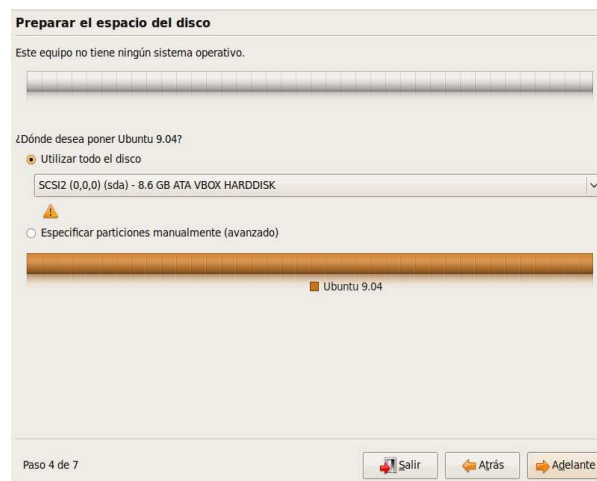 Preparar el espacio del disco
Este equipo no tiene ningún sistema operativo.
¿Dónde desea poner Ubuntu 9.04?
Utilizar todo el disco
SCSI2 (0,0,0) (sda) - 8.6 GB ATA VBOX HARDDISK
Especificar particiones manualmente (avanzado)
Ubuntu 9.04
Paso 4 de 7
Salir
Atrás
Adelante